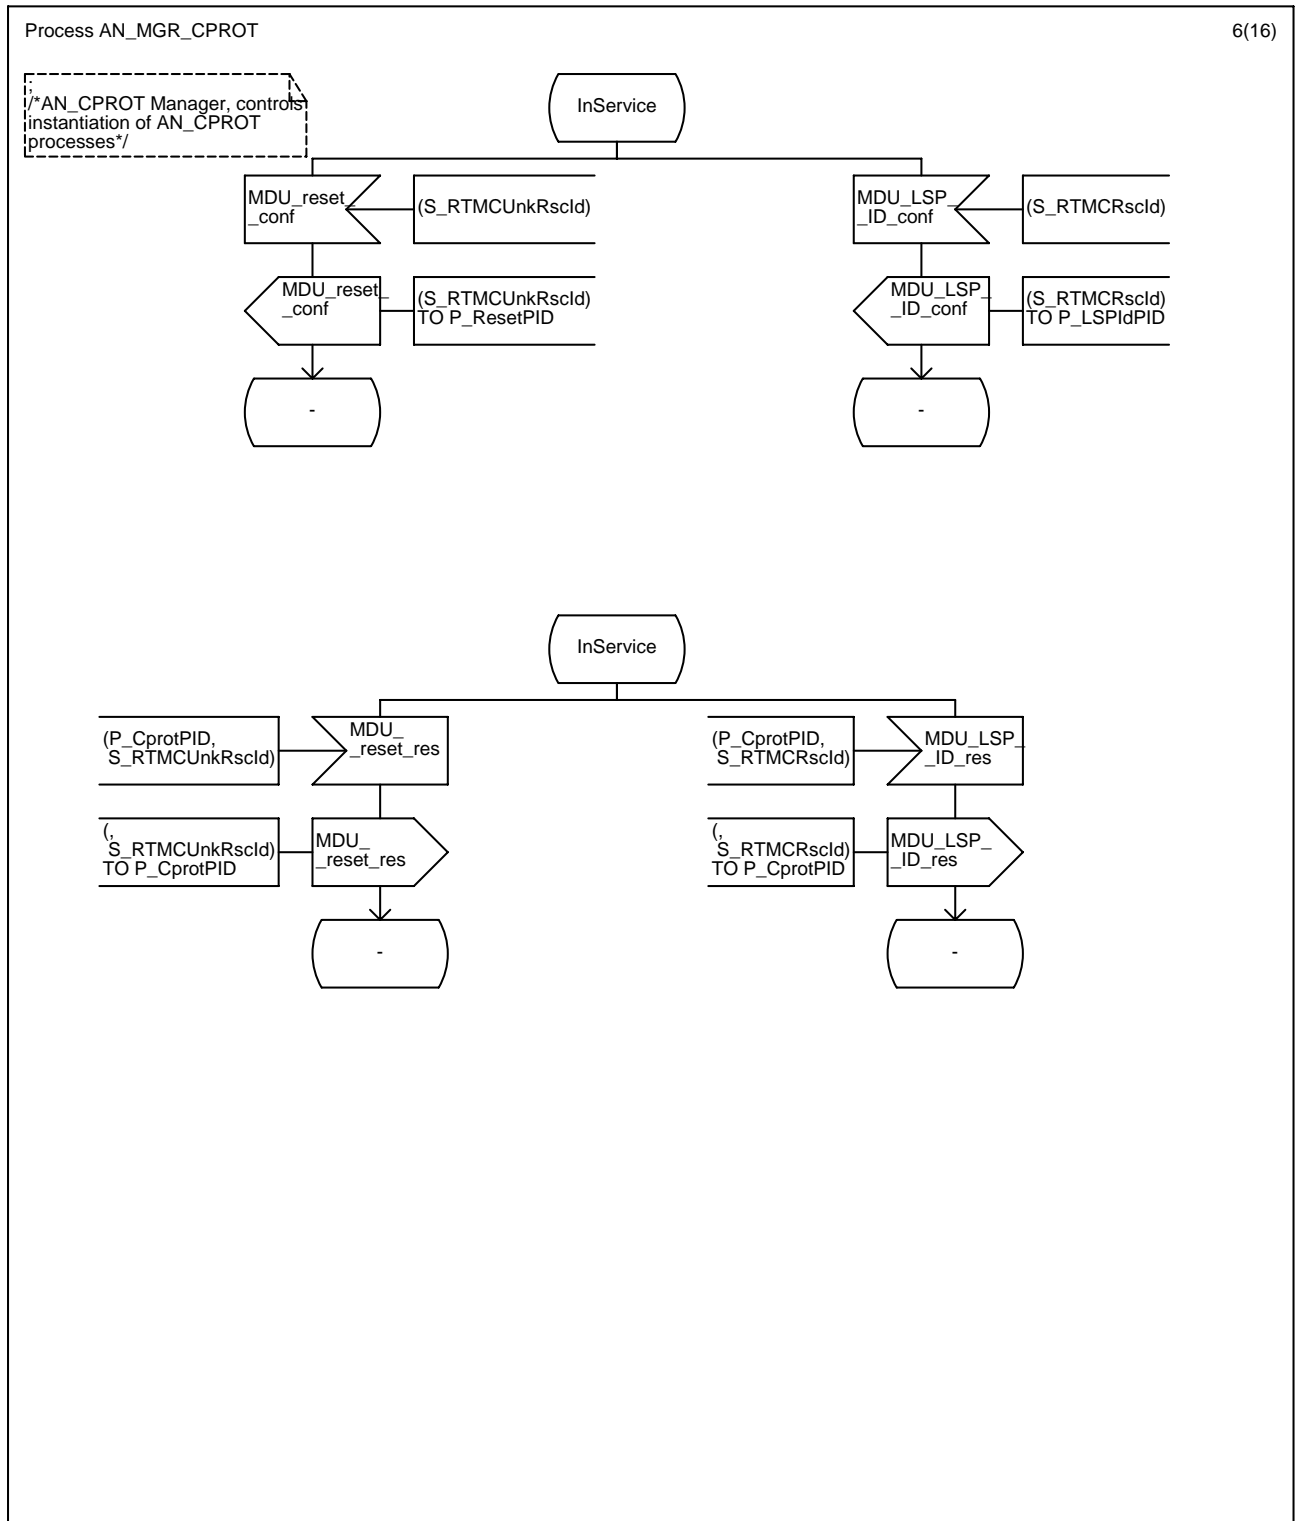 Process AN_MGR_CPROT
6(16)
;
/*AN_CPROT Manager, controls
instantiation of AN_CPROT
processes*/
InService
MDU_reset_
_conf
(S_RTMCUnkRscId)
MDU_LSP_
_ID_conf
(S_RTMCRscId)
MDU_reset_
_conf
(S_RTMCUnkRscId)
TO P_ResetPID
MDU_LSP_
_ID_conf
(S_RTMCRscId)
TO P_LSPIdPID
-
-
InService
(P_CprotPID,
S_RTMCUnkRscId)
MDU_
_reset_res
(P_CprotPID,
S_RTMCRscId)
MDU_LSP_
_ID_res
(,
S_RTMCUnkRscId)
TO P_CprotPID
MDU_
_reset_res
(,
S_RTMCRscId)
TO P_CprotPID
MDU_LSP_
_ID_res
-
-